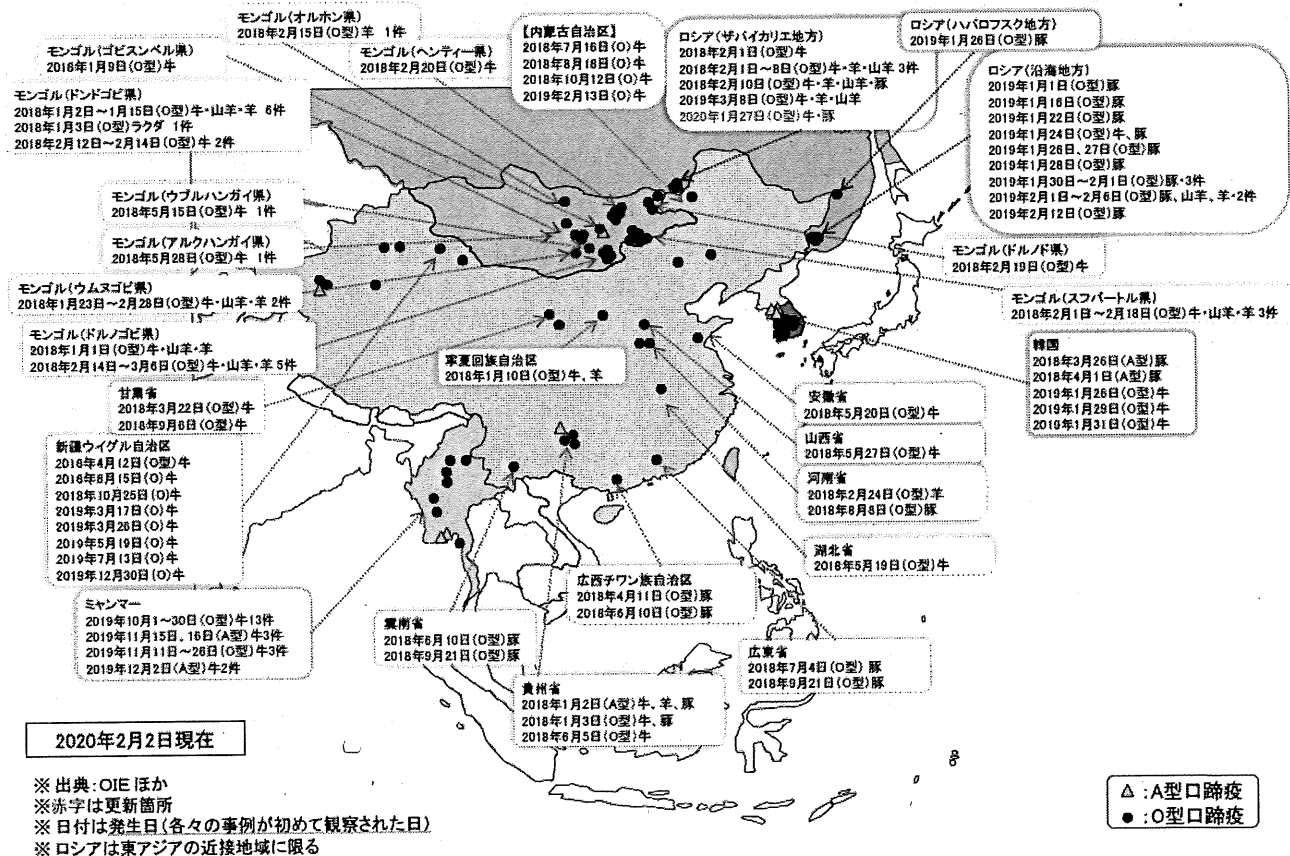 モンゴル(オルホン県)
2018年2月15日(O型)羊 1件
モンゴル(ゴビスンベル県)
2018年1月9日(O型)牛
モンゴル(ヘンティー県)
2018年2月20日(O型)牛
【内蒙古自治区】
2018年7月16日(O)牛
2018年8月18日(O)牛
2018年10月12日(O)牛
2019年2月13日(O)牛
ロシア(ザバイカリエ地方)
2018年2月1日(O型)牛
2018年2月1日~8日(O型)牛・羊・山羊 3件
2018年2月10日(O型)牛・羊・山羊・豚
2019年3月8日(O型)牛・羊・山羊
2020年1月27日(O型)牛・豚
ロシア(ハバロフスク地方)
2019年1月26日(O型)豚
ロシア(沿海地方)
2019年1月1日(O型)豚
2019年1月16日(O型)豚
2019年1月22日(O型)豚
2019年1月24日(O型)牛、豚
2019年1月26日、27日(O型)豚
2019年1月28日(O型)豚
2019年1月30日~2月1日(O型)豚・3件
2019年2月1日~2月6日(O型)豚、山羊、羊・2件
2019年2月12日(O型)豚
モンゴル(ドンドゴビ県)
2018年1月2日~1月15日(O型)牛・山羊・羊 6件
2018年1月3日(O型)ラクダ 1件
2018年2月12日~2月14日(O型)牛 2件
モンゴル(ウブルハンガイ県)
2018年5月15日(O型)牛 1件
モンゴル(アルクハンガイ県)
2018年5月28日(O型)牛 1件
モンゴル(ウムヌゴビ県)
2018年1月23日~2月28日(O型)牛・山羊・羊 2件
モンゴル(ドルノゴビ県)
2018年1月1日(O型)牛・山羊・羊
2018年2月14日~3月6日(O型)牛・山羊・羊 5件
モンゴル(ドルノド県)
2018年2月19日(O型)牛
モンゴル(スフバートル県)
2018年2月1日~2月18日(O型)牛・山羊・羊 3件
韓国
2018年3月26日(A型)豚
2018年4月1日(A型)豚
2019年1月28日(O型)牛
2019年1月29日(O型)牛
2019年1月31日(O型)牛
甘粛省
2018年3月22日(O型)牛
2018年9月6日(O型)牛
寧夏回族自治区
2018年1月10日(O型)牛、羊
新疆ウイグル自治区
2018年4月12日(O型)牛
2018年8月15日(O)牛
2018年10月25日(O)牛
2019年3月17日(O)牛
2019年3月26日(O)牛
2019年5月19日(O)牛
2019年7月13日(O)牛
2019年12月30日(O)牛
安徽省
2018年5月20日(O型)牛
山西省
2018年5月27日(O型)牛
河南省
2018年2月24日(O型)羊
2018年8月8日(O型)豚
湖北省
2018年5月19日(O型)牛
ミャンマー
2019年10月1~30日(O型)牛13件
2019年11月15日、16日(A型)牛3件
2019年11月11日~26日(O型)牛3件
2019年12月2日(A型)牛2件
雲南省
2018年6月10日(O型)豚
2018年9月21日(O型)豚
広西チワン族自治区
2018年4月11日(O型)豚
2018年6月10日(O型)豚
貴州省
2018年1月2日(A型)牛、羊、豚
2018年1月3日(O型)牛、豚
2018年6月5日(O型)牛
広東省
2018年7月4日(O型)豚
2018年9月21日(O型)豚
2020年2月2日現在
※ 出典:OIE ほか
※赤字は更新箇所
※ 日付は発生日(各々の事例が初めて観察された日)
※ ロシアは東アジアの近接地域に限る
△ :A型口蹄疫
● :O型口蹄疫